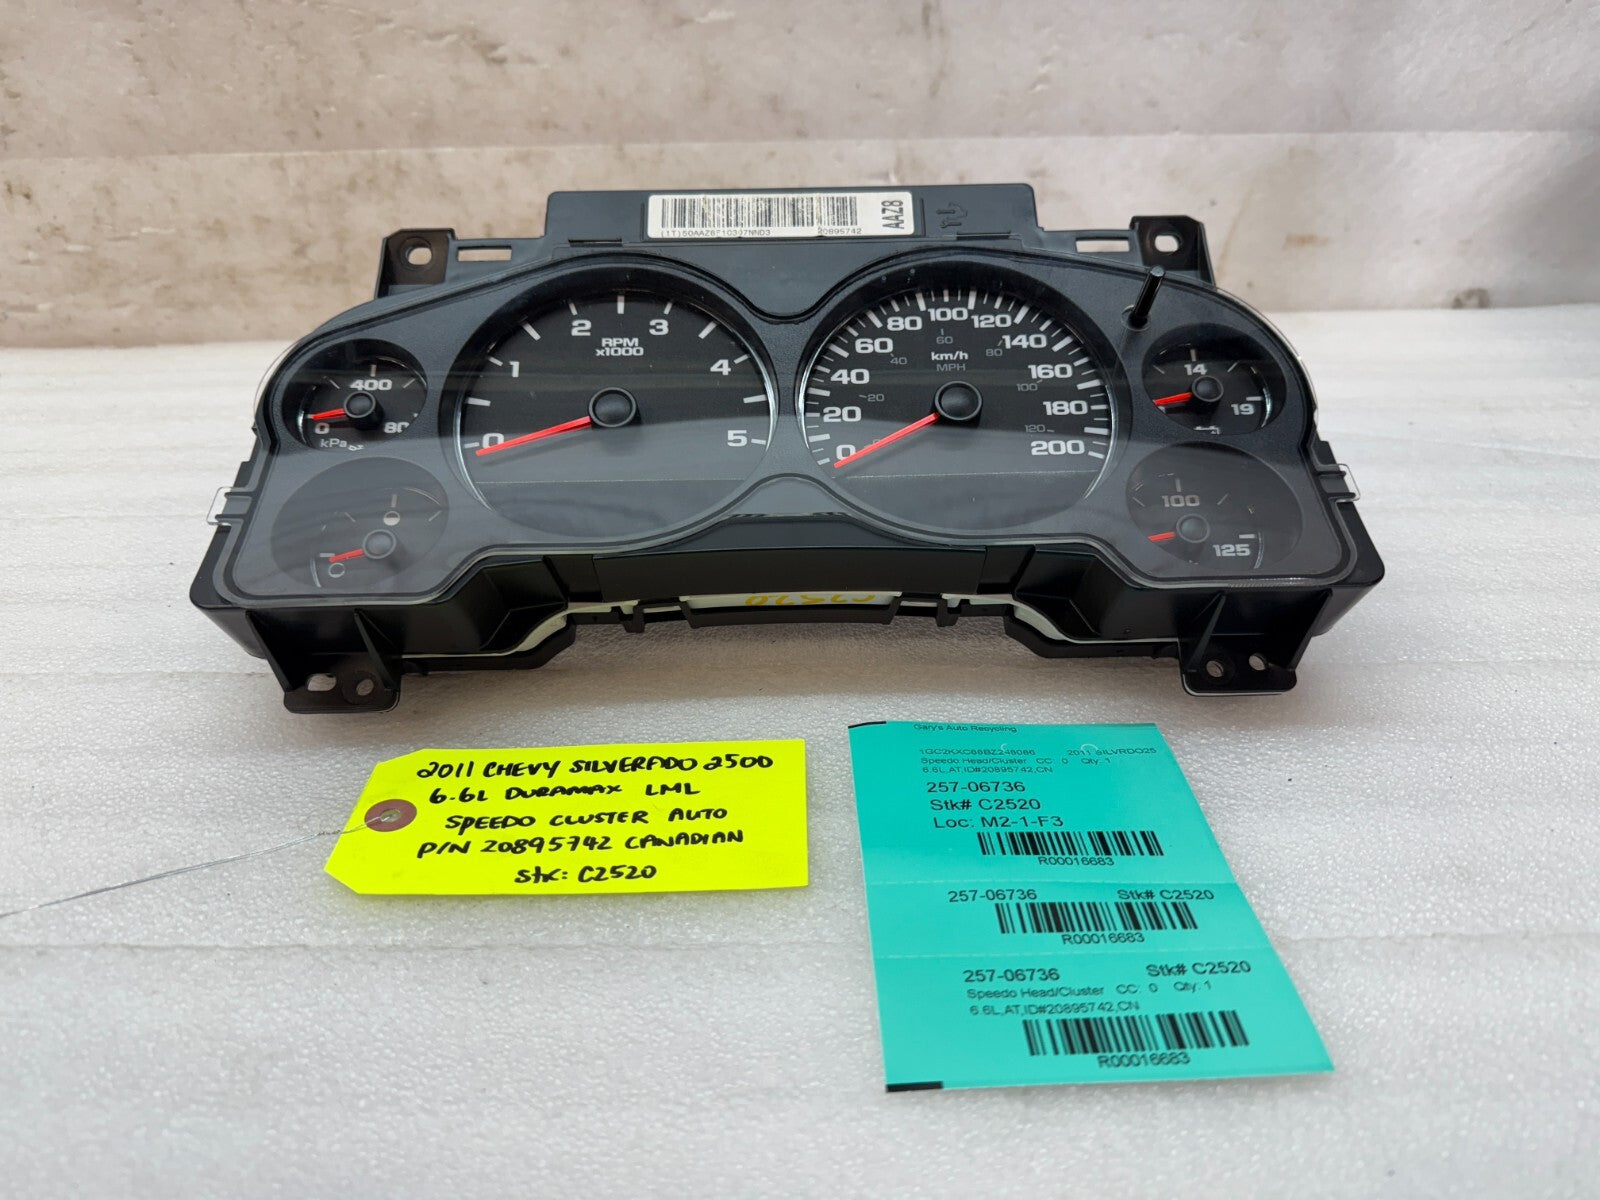 20895742
AAZ8
400
0
80
kPa
0
1
2
3
4
5
RPM
x1000
0
20
40
60
80
100
120
140
160
180
200
20
40
60
80
100
120
km/h
MPH
14
19
100
125
C2520
2011 CHEVY SILVERADO 2500
6.6L DURAMAX LML
SPEEDO CLUSTER AUTO
P/N 20895742 CANADIAN
Stk: C2520
Gary's Auto Recycling
2011 SILVRDO25
Speedo Head/Cluster CC: 0 Qty: 1
6.6L,AT,ID#20895742,CN
257-06736
Stk# C2520
Loc: M2-1-F3
R00016683
257-06736 Stk# C2520
R00016683
257-06736 Stk# C2520
Speedo Head/Cluster CC: 0 Qty: 1
6.6L,AT,ID#20895742,CN
R00016683